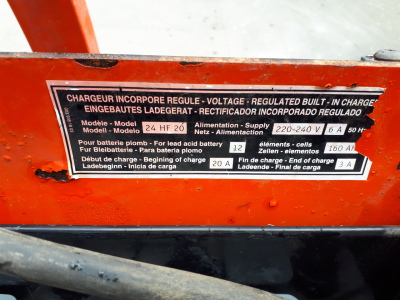 CHARGEUR INCORPORE REGULE - VOLTAGE - REGULATED BUILT - IN CHARGE
EINGEBAUTES LADEGERAT - RECTIFICADOR INCORPORADO REGULADO
Modèle - Model 24 HF 20 Alimentation - Supply 220-240 V 6 A 50 H
Modell - Modelo Netz - Alimentaction
Pour batterie plomb - For lead acid battery 12 éléments - cells 160 AH
Fur Bleibatterie - Para bateria plomo Zellen - elementos
Début de charge - Begining of charge 20 A Fin de charge - End of charge 3 A
Ladebeginn - Inicia de carga Ladeende - Final de carga